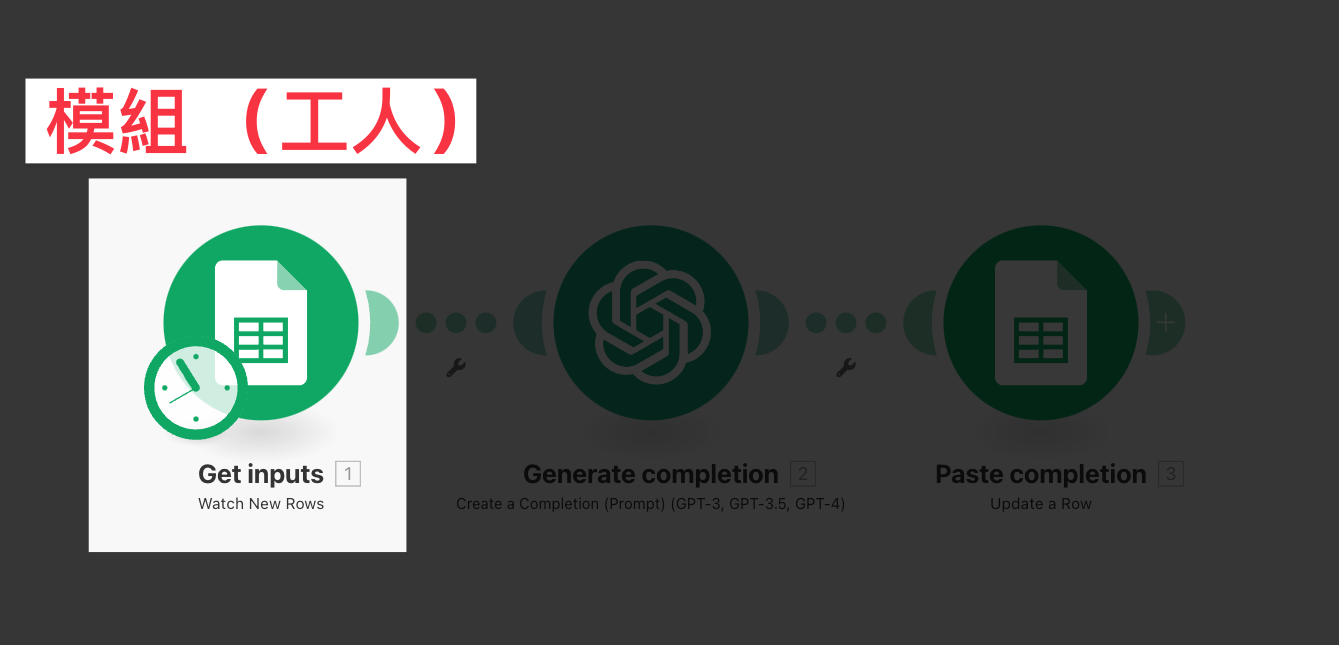 模組 （工人）
Get inputs 1
Watch New Rows
Generate completion 2
Create a Completion (Prompt) (GPT-3, GPT-3.5, GPT-4)
Paste completion 3
Update a Row